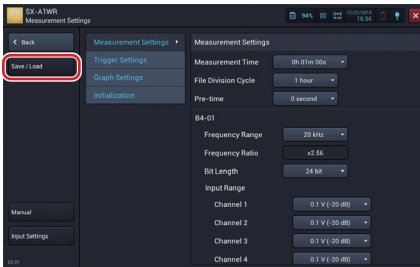 SX-A1WR
Measurement Settings
94%
12/22/2019
16:56
Back
Save / Load
Manual
Input Settings
Measurement Settings
Trigger Settings
Graph Settings
Initialization
Measurement Settings
Measurement Time 0h 01m 00s
File Division Cycle 1 hour
Pre-time 0 second
B4-01
Frequency Range 20 kHz
Frequency Ratio x2.56
Bit Length 24 bit
Input Range
Channel 1 0.1 V (-20 dB)
Channel 2 0.1 V (-20 dB)
Channel 3 0.1 V (-20 dB)
Channel 4 0.1 V (-20 dB)